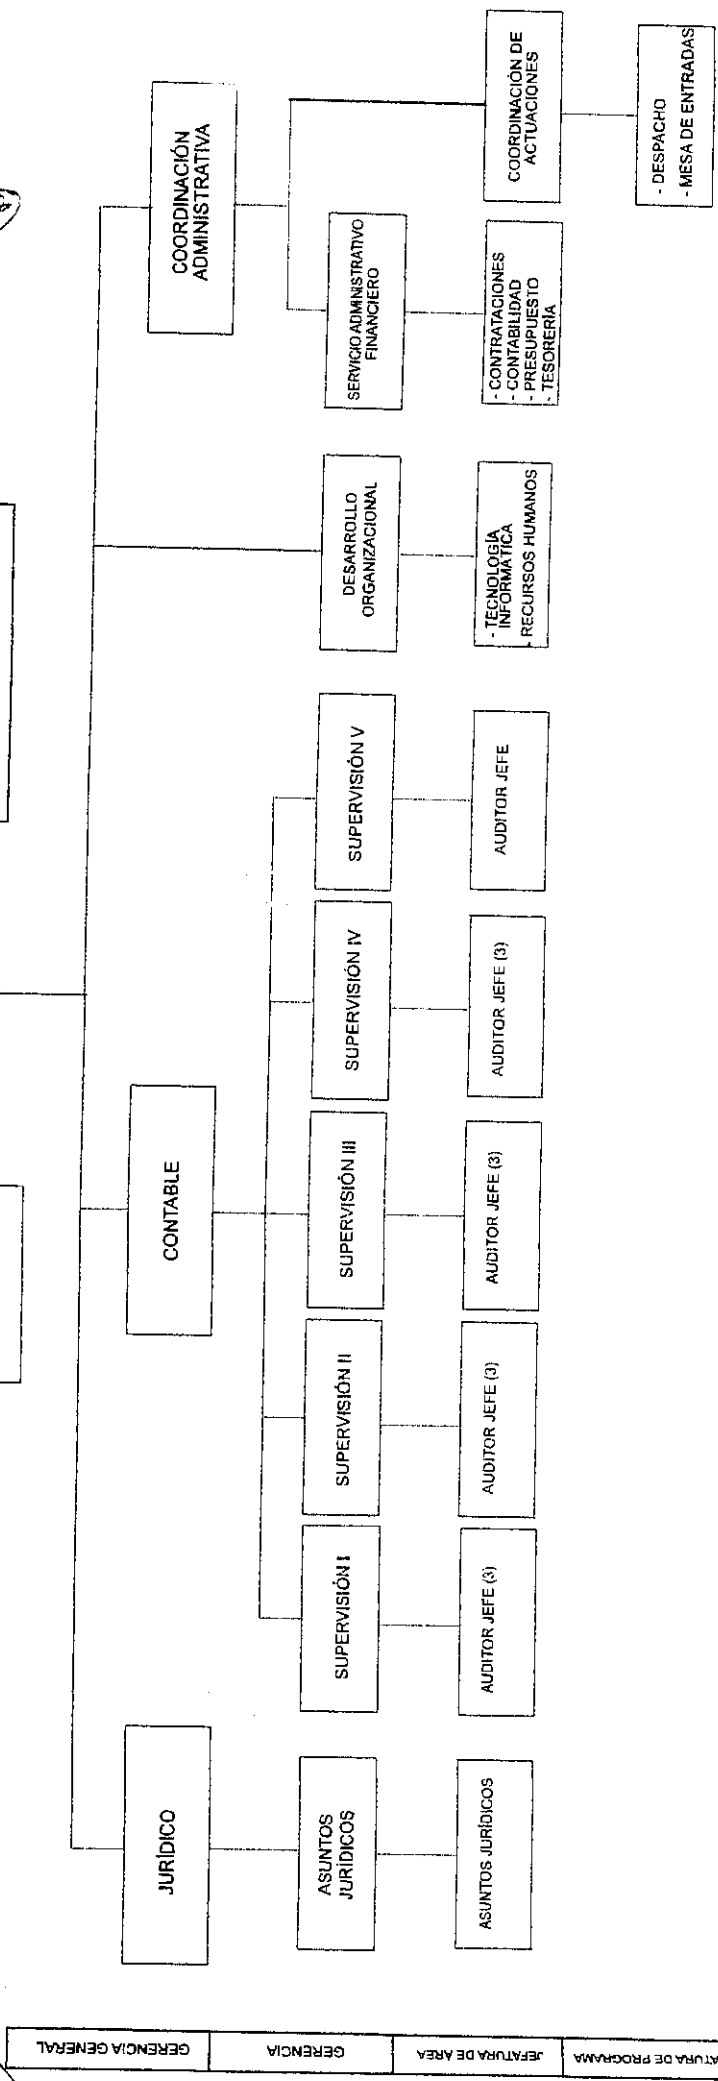 GERENCIA GENERAL
GERENCIA
JEFATURA DE AREA
ATURA DE PROGRAMA
JURÍDICO
CONTABLE
COORDINACIÓN
ADMINISTRATIVA
ASUNTOS
JURÍDICOS
SUPERVISIÓN I
SUPERVISIÓN II
SUPERVISIÓN III
SUPERVISIÓN IV
SUPERVISIÓN V
DESARROLLO
ORGANIZACIONAL
SERVICIO ADMINISTRATIVO
FINANCIERO
ASUNTOS JURÍDICOS
AUDITOR JEFE (3)
AUDITOR JEFE (3)
AUDITOR JEFE (3)
AUDITOR JEFE (3)
AUDITOR JEFE
- TECNOLOGÍA
INFORMÁTICA
- RECURSOS HUMANOS
- CONTRATACIONES
- CONTABILIDAD
- PRESUPUESTO
- TESORERÍA
COORDINACIÓN DE
ACTUACIONES
- DESPACHO
- MESA DE ENTRADAS